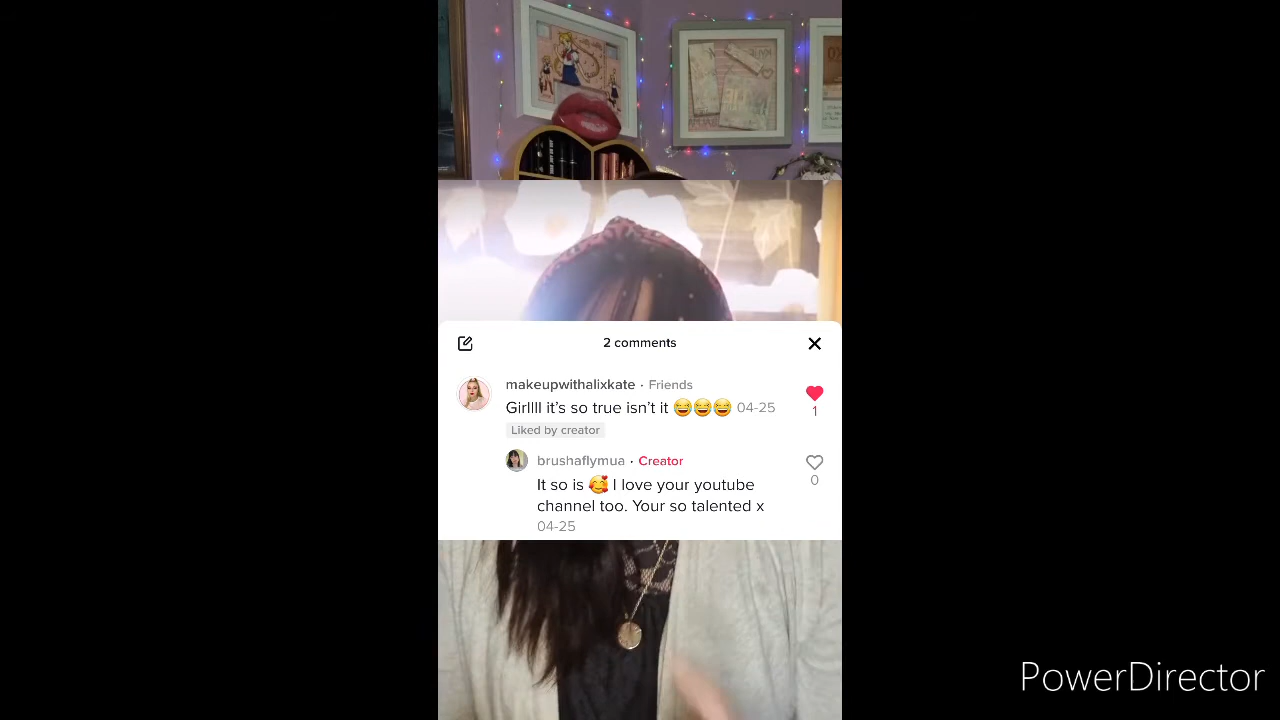 2 comments
makeupwithalixkate · Friends
Girllll it's so true isn't it 😆😆😆 04-25
Liked by creator
1
brushaflymua · Creator
It so is 🥰 I love your youtube
channel too. Your so talented x
04-25
0
PowerDirector